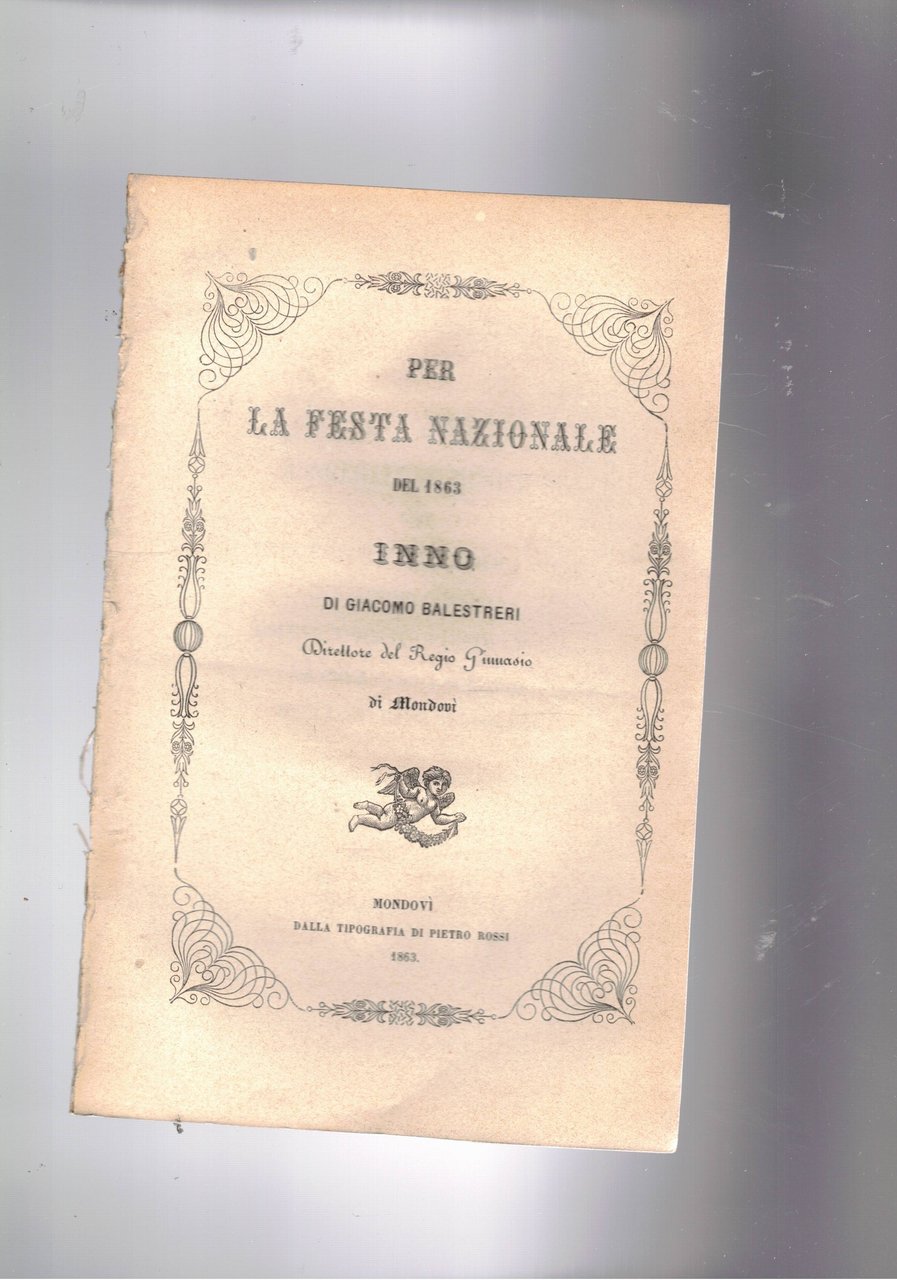 PER
LA FESTA NAZIONALE
DEL 1863
INNO
DI GIACOMO BALESTRERI
Direttore del Regio Ginnasio
di Mondovì
MONDOVÌ
DALLA TIPOGRAFIA DI PIETRO ROSSI
1863.